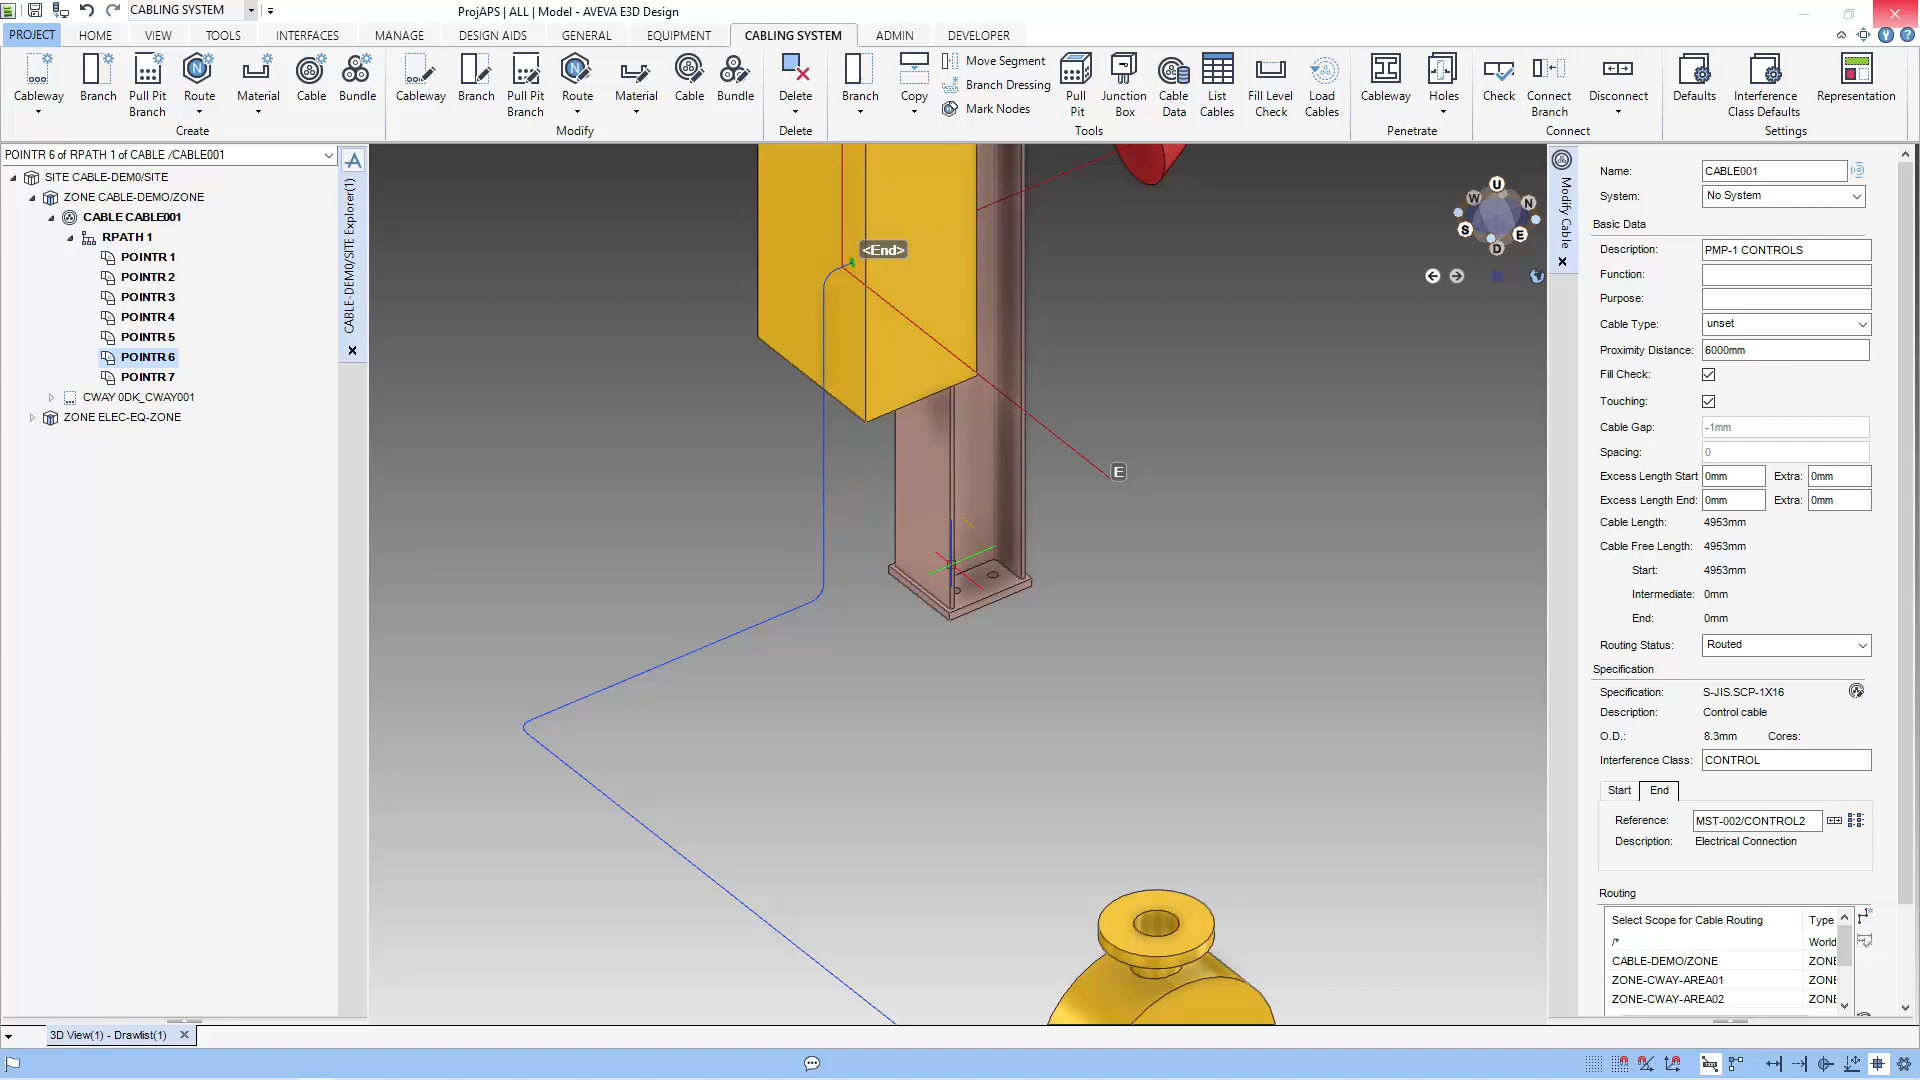 CABLING SYSTEM
ProjAPS | ALL | Model - AVEVA E3D Design
PROJECT HOME VIEW TOOLS INTERFACES MANAGE DESIGN AIDS GENERAL EQUIPMENT CABLING SYSTEM ADMIN DEVELOPER
Cableway Branch Pull Pit Branch Route Material Cable Bundle
Create
Cableway Branch Pull Pit Branch Route Material Cable Bundle
Modify
Delete
Delete
Branch Copy
Move Segment
Branch Dressing
Mark Nodes
Pull Pit Junction Box Cable Data List Cables Fill Level Check Load Cables
Tools
Cableway Holes
Penetrate
Check Connect Branch Disconnect
Connect
Defaults Interference Class Defaults Representation
Settings
POINTR 6 of RPATH 1 of CABLE /CABLE001
SITE CABLE-DEM0/SITE
ZONE CABLE-DEMO/ZONE
CABLE CABLE001
RPATH 1
POINTR 1
POINTR 2
POINTR 3
POINTR 4
POINTR 5
POINTR 6
POINTR 7
CWAY 0DK_CWAY001
ZONE ELEC-EQ-ZONE
CABLE-DEM0/SITE Explorer(1)
<End>
E
U
W
N
S
E
D
Modify Cable
Name: CABLE001
System: No System
Basic Data
Description: PMP-1 CONTROLS
Function:
Purpose:
Cable Type: unset
Proximity Distance: 6000mm
Fill Check:
Touching:
Cable Gap: -1mm
Spacing: 0
Excess Length Start 0mm Extra: 0mm
Excess Length End: 0mm Extra: 0mm
Cable Length: 4953mm
Cable Free Length: 4953mm
Start: 4953mm
Intermediate: 0mm
End: 0mm
Routing Status: Routed
Specification
Specification: S-JIS.SCP-1X16
Description: Control cable
O.D.: 8.3mm Cores:
Interference Class: CONTROL
Start End
Reference: MST-002/CONTROL2
Description: Electrical Connection
Routing
Select Scope for Cable Routing Type
/* World
CABLE-DEMO/ZONE ZONE
ZONE-CWAY-AREA01 ZONE
ZONE-CWAY-AREA02 ZONE
3D View(1) - Drawlist(1)